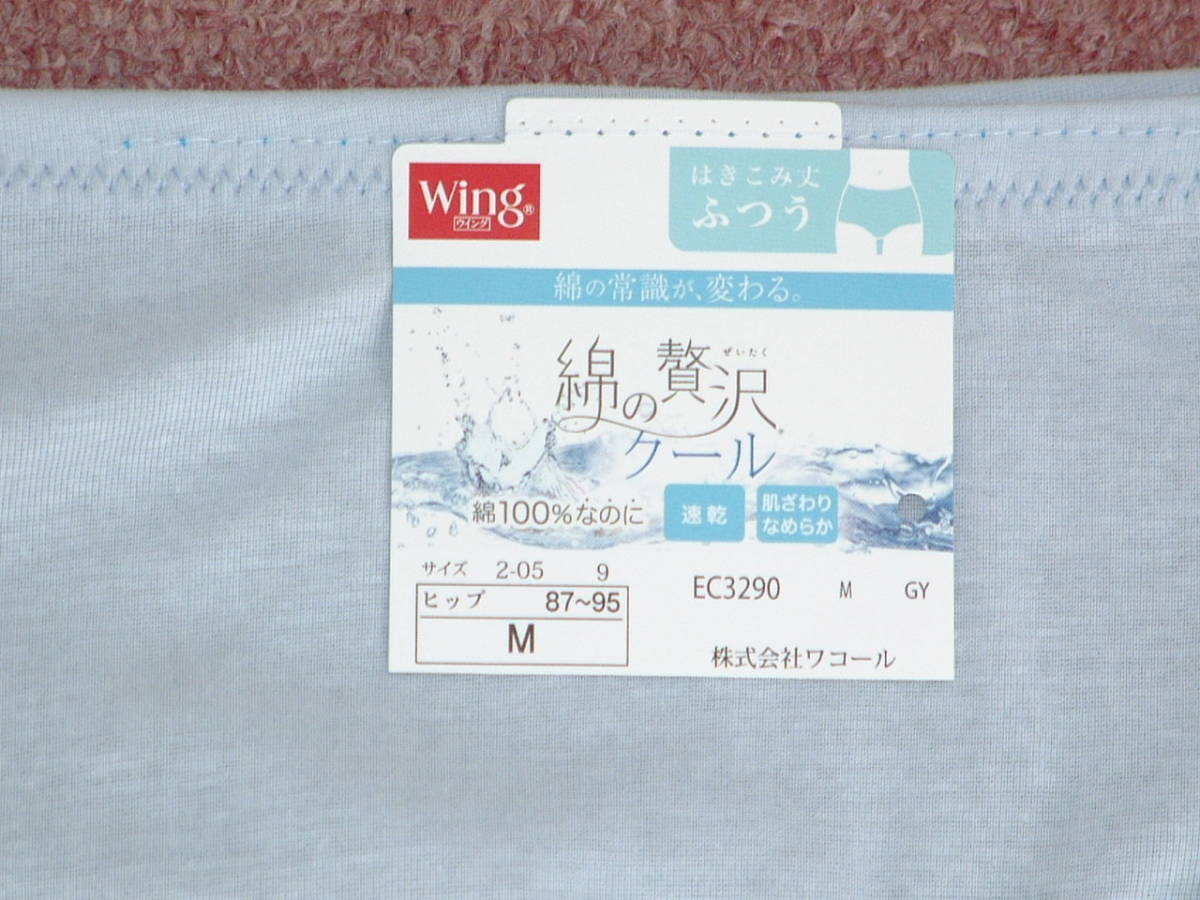 Wing®
ウイング
はきこみ丈
ふつう
綿の常識が、変わる。
ぜいたく
綿の贅沢
クール
綿100%なのに
速乾
肌ざわり
なめらか
サイズ 2-05 9
ヒップ 87~95
M
EC3290 M GY
株式会社ワコール